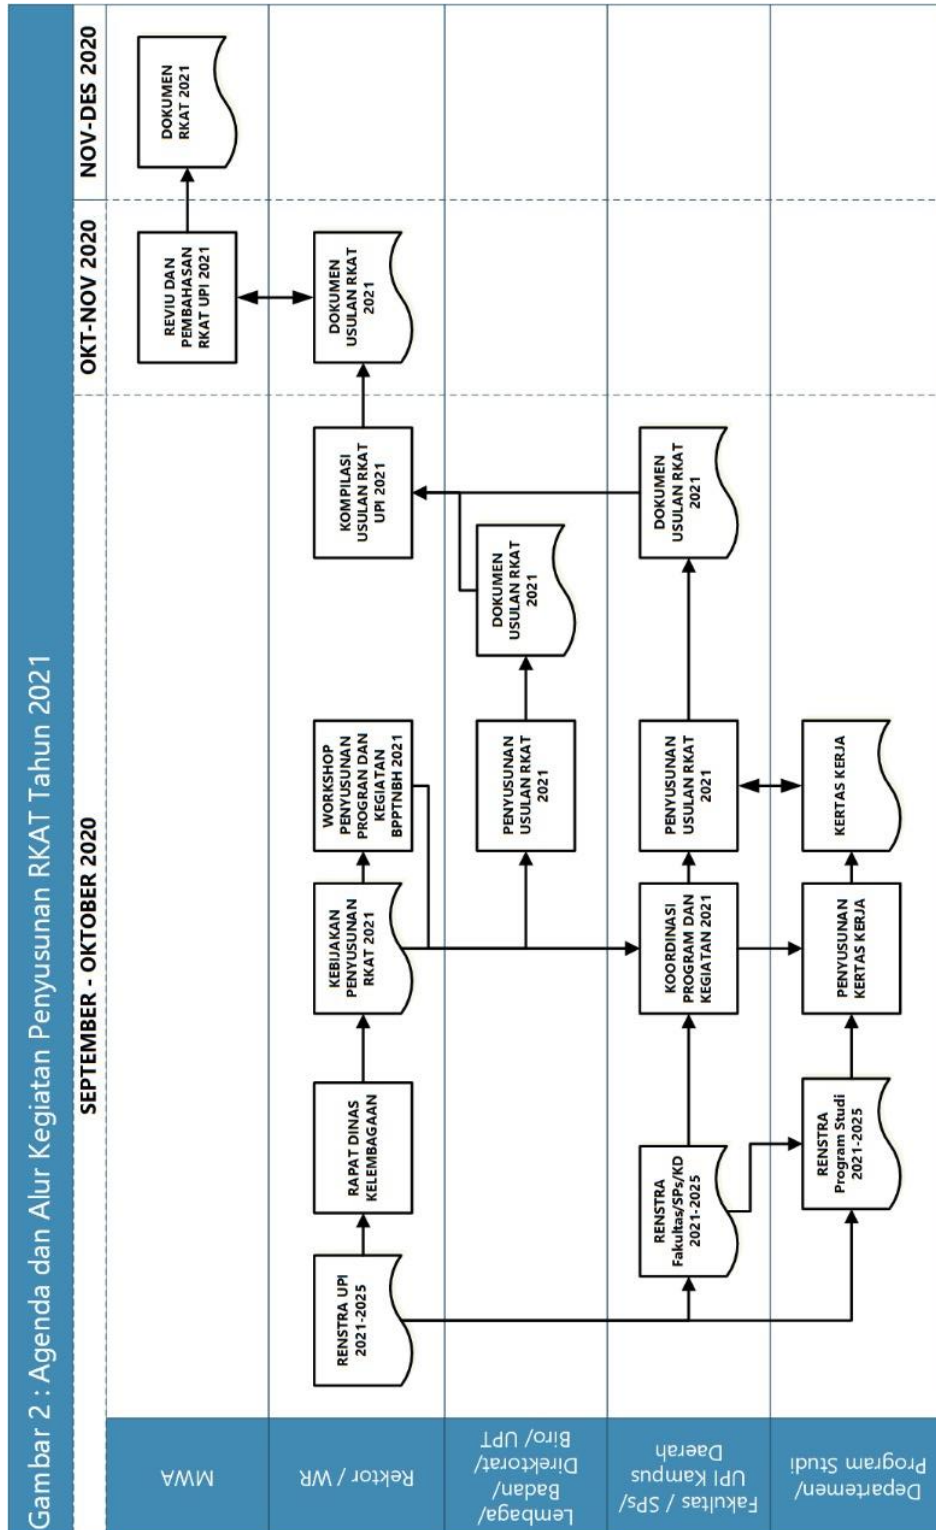 Gambar 2 : Agenda dan Alur Kegiatan Penyusunan RKAT Tahun 2021
SEPTEMBER - OKTOBER 2020
OKT-NOV 2020
NOV-DES 2020
MWA
REVIU DAN
PEMBAHASAN
RKAT UPI 2021
DOKUMEN
RKAT 2021
Rektor / WR
RENSTRA UPI
2021-2025
RAPAT DINAS
KELEMBAGAAN
KEBIJAKAN
PENYUSUNAN
RKAT 2021
WORKSHOP
PENYUSUNAN
PROGRAN DAN
KEGIATAN
BPPTNBH 2021
KOMPILASI
USULAN RKAT
UPI 2021
DOKUMEN
USULAN RKAT
2021
Lembaga/
Badan/
Direktorat/
Biro/ UPT
PENYUSUNAN
USULAN RKAT
2021
DOKUMEN
USULAN RKAT
2021
Fakultas / SPs/
UPI Kampus
Daerah
RENSTRA
Fakultas/SPs/KD
2021-2025
KOORDINASI
PROGRAM DAN
KEGIATAN 2021
PENYUSUNAN
USULAN RKAT
2021
DOKUMEN
USULAN RKAT
2021
Departemen/
Program Studi
RENSTRA
Program Studi
2021-2025
PENYUSUNAN
KERTAS KERJA
KERTAS KERJA